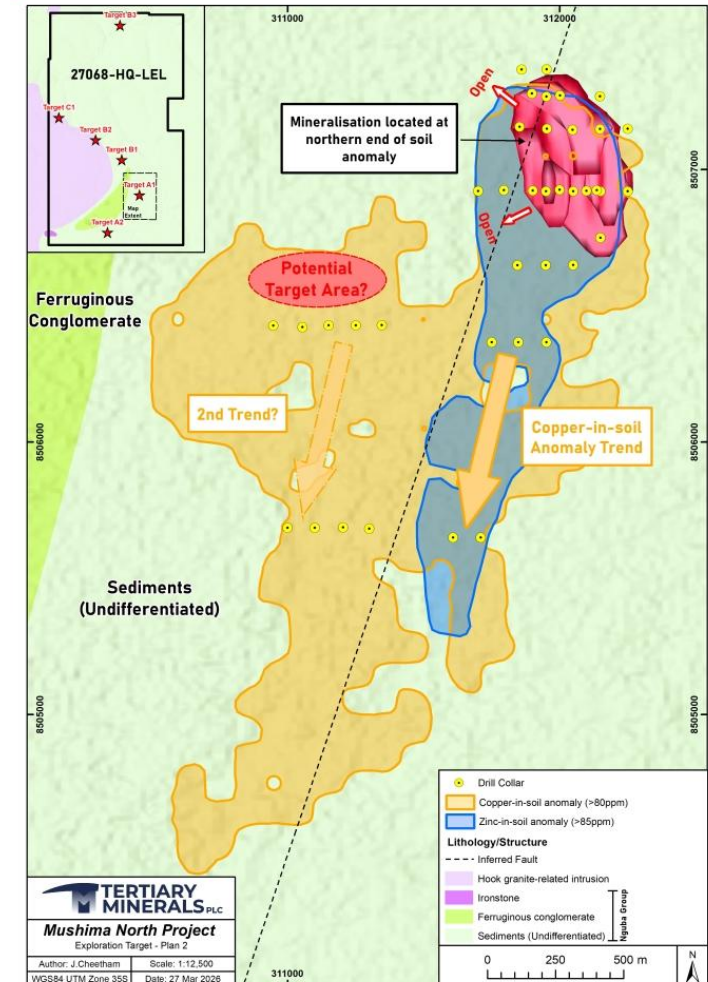 311000
312000
Target B3
27068-HQ-LEL
Target C1
Target B2
Target B1
Target A1
Map
Extent
Target A2
Open
Mineralisation located at
northern end of soil
anomaly
8507000
8507000
Open
Potential
Target Area?
Ferruginous
Conglomerate
2nd Trend?
Copper-in-soil
Anomaly Trend
8506000
8506000
Sediments
(Undifferentiated)
8505000
8505000
Drill Collar
Copper-in-soil anomaly (>80ppm)
Zinc-in-soil anomaly (>85ppm)
Lithology/Structure
Inferred Fault
Hook granite-related intrusion
Ironstone
Ferruginous conglomerate
Sediments (Undifferentiated)
Nguba Group
0 250 500 m
N
TERTIARY
MINERALS PLC
Mushima North Project
Exploration Target - Plan 2
Author: J.Cheetham Scale: 1:12,500
WGS84 UTM Zone 35S Date: 27 Mar 2026
311000